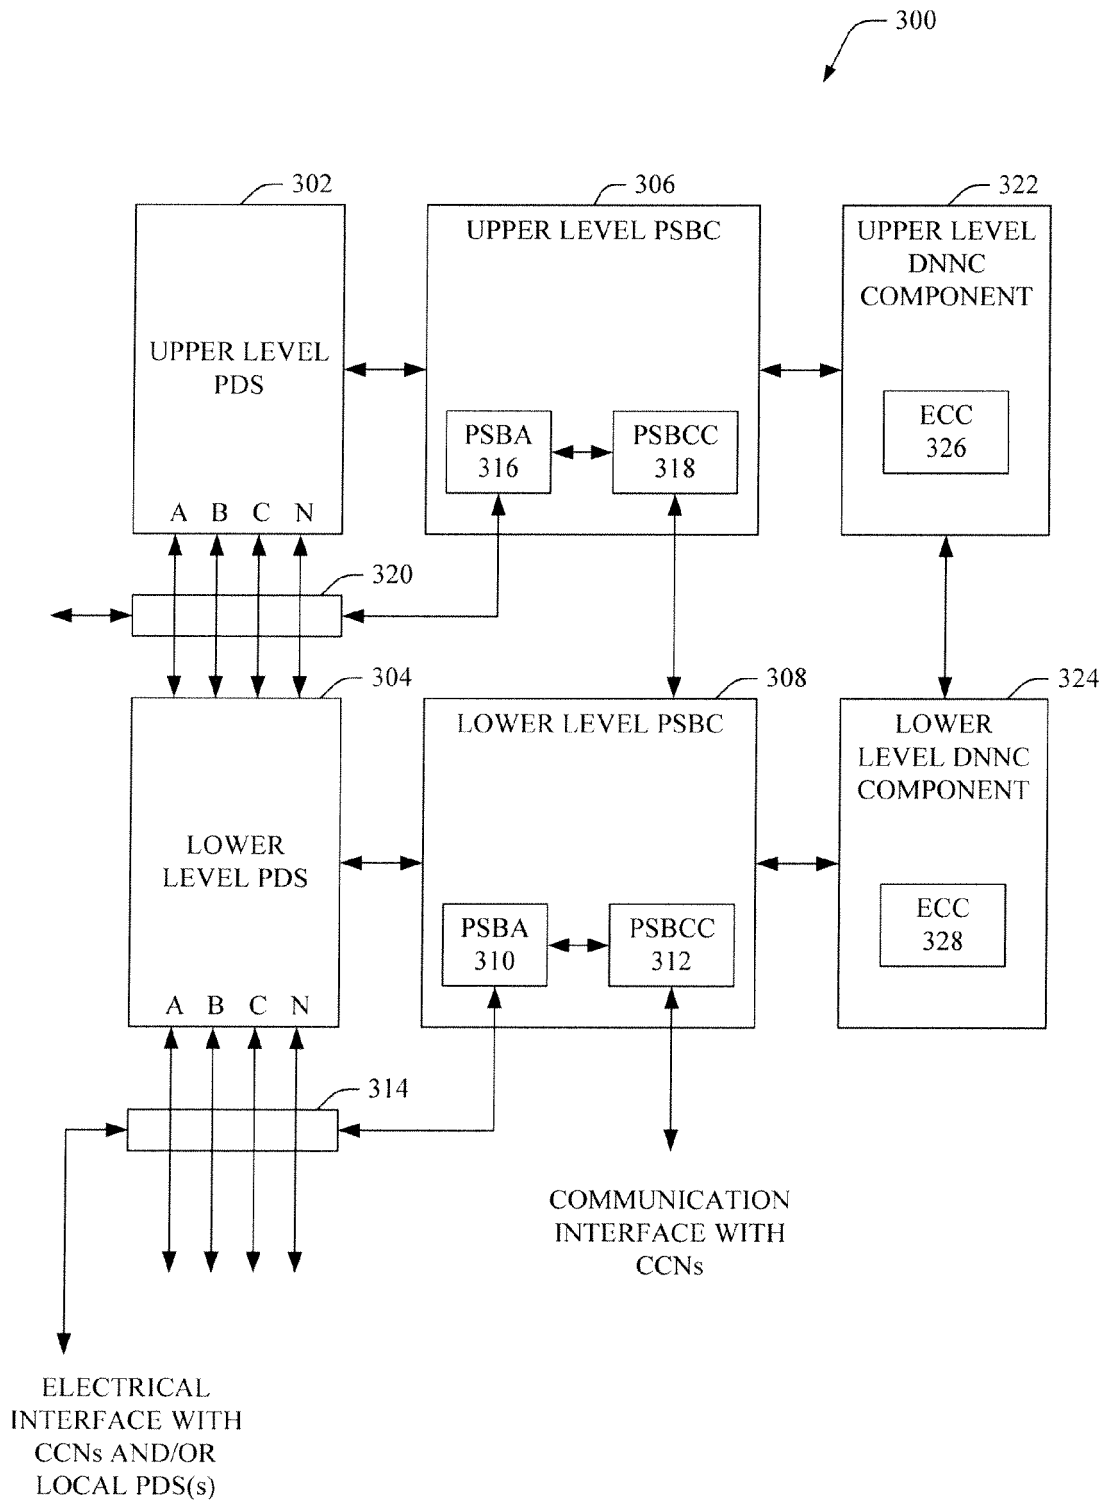 300
302
306
322
UPPER LEVEL
PDS
A B C N
UPPER LEVEL PSBC
PSBA
316
PSBCC
318
UPPER LEVEL
DNNC
COMPONENT
ECC
326
320
304
308
324
LOWER
LEVEL PDS
A B C N
LOWER LEVEL PSBC
PSBA
310
PSBCC
312
LOWER
LEVEL DNNC
COMPONENT
ECC
328
314
COMMUNICATION
INTERFACE WITH
CCNs
ELECTRICAL
INTERFACE WITH
CCNs AND/OR
LOCAL PDS(s)